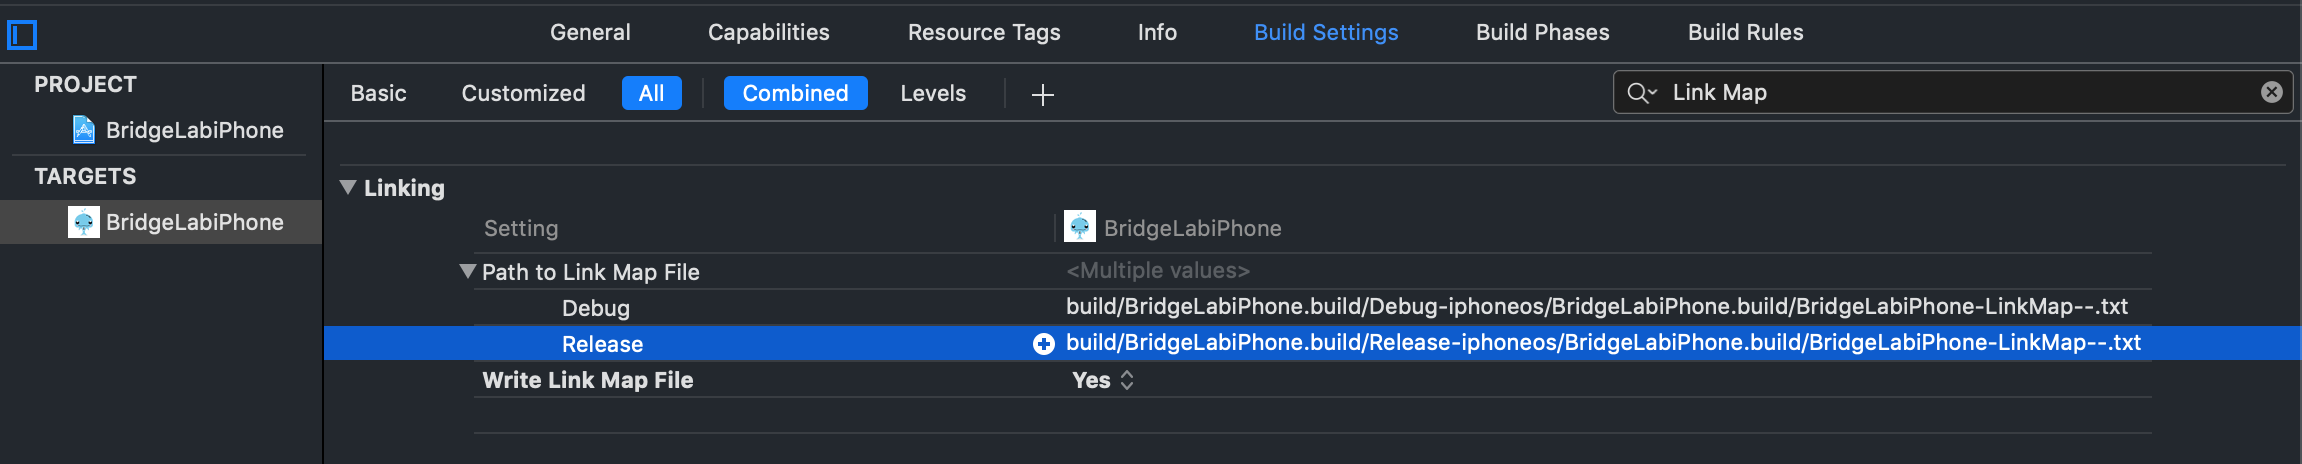 General Capabilities Resource Tags Info Build Settings Build Phases Build Rules
PROJECT
BridgeLabiPhone
TARGETS
BridgeLabiPhone
Basic Customized All Combined Levels + Link Map
Linking
Setting BridgeLabiPhone
Path to Link Map File <Multiple values>
Debug build/BridgeLabiPhone.build/Debug-iphoneos/BridgeLabiPhone.build/BridgeLabiPhone-LinkMap--.txt
Release build/BridgeLabiPhone.build/Release-iphoneos/BridgeLabiPhone.build/BridgeLabiPhone-LinkMap--.txt
Write Link Map File Yes